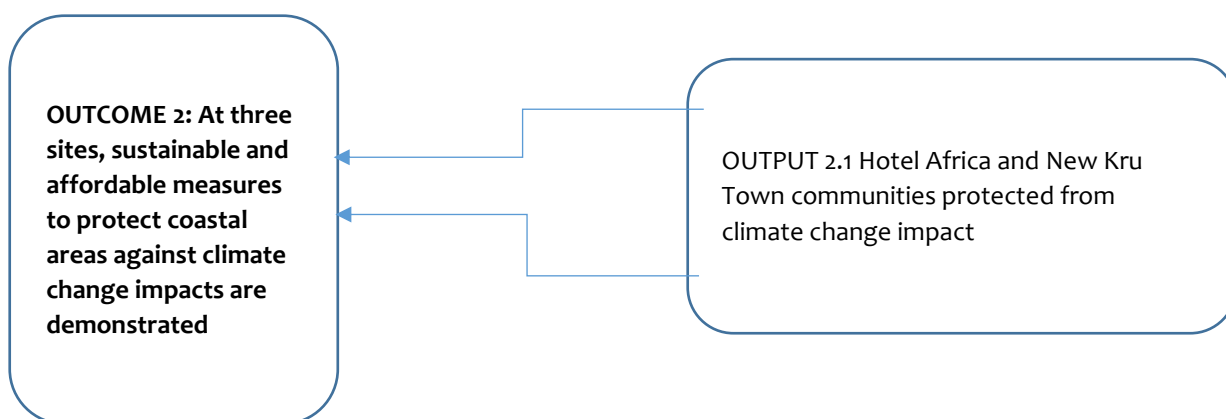 OUTCOME 2: At three
sites, sustainable and
affordable measures
to protect coastal
areas against climate
change impacts are
demonstrated
OUTPUT 2.1 Hotel Africa and New Kru
Town communities protected from
climate change impact